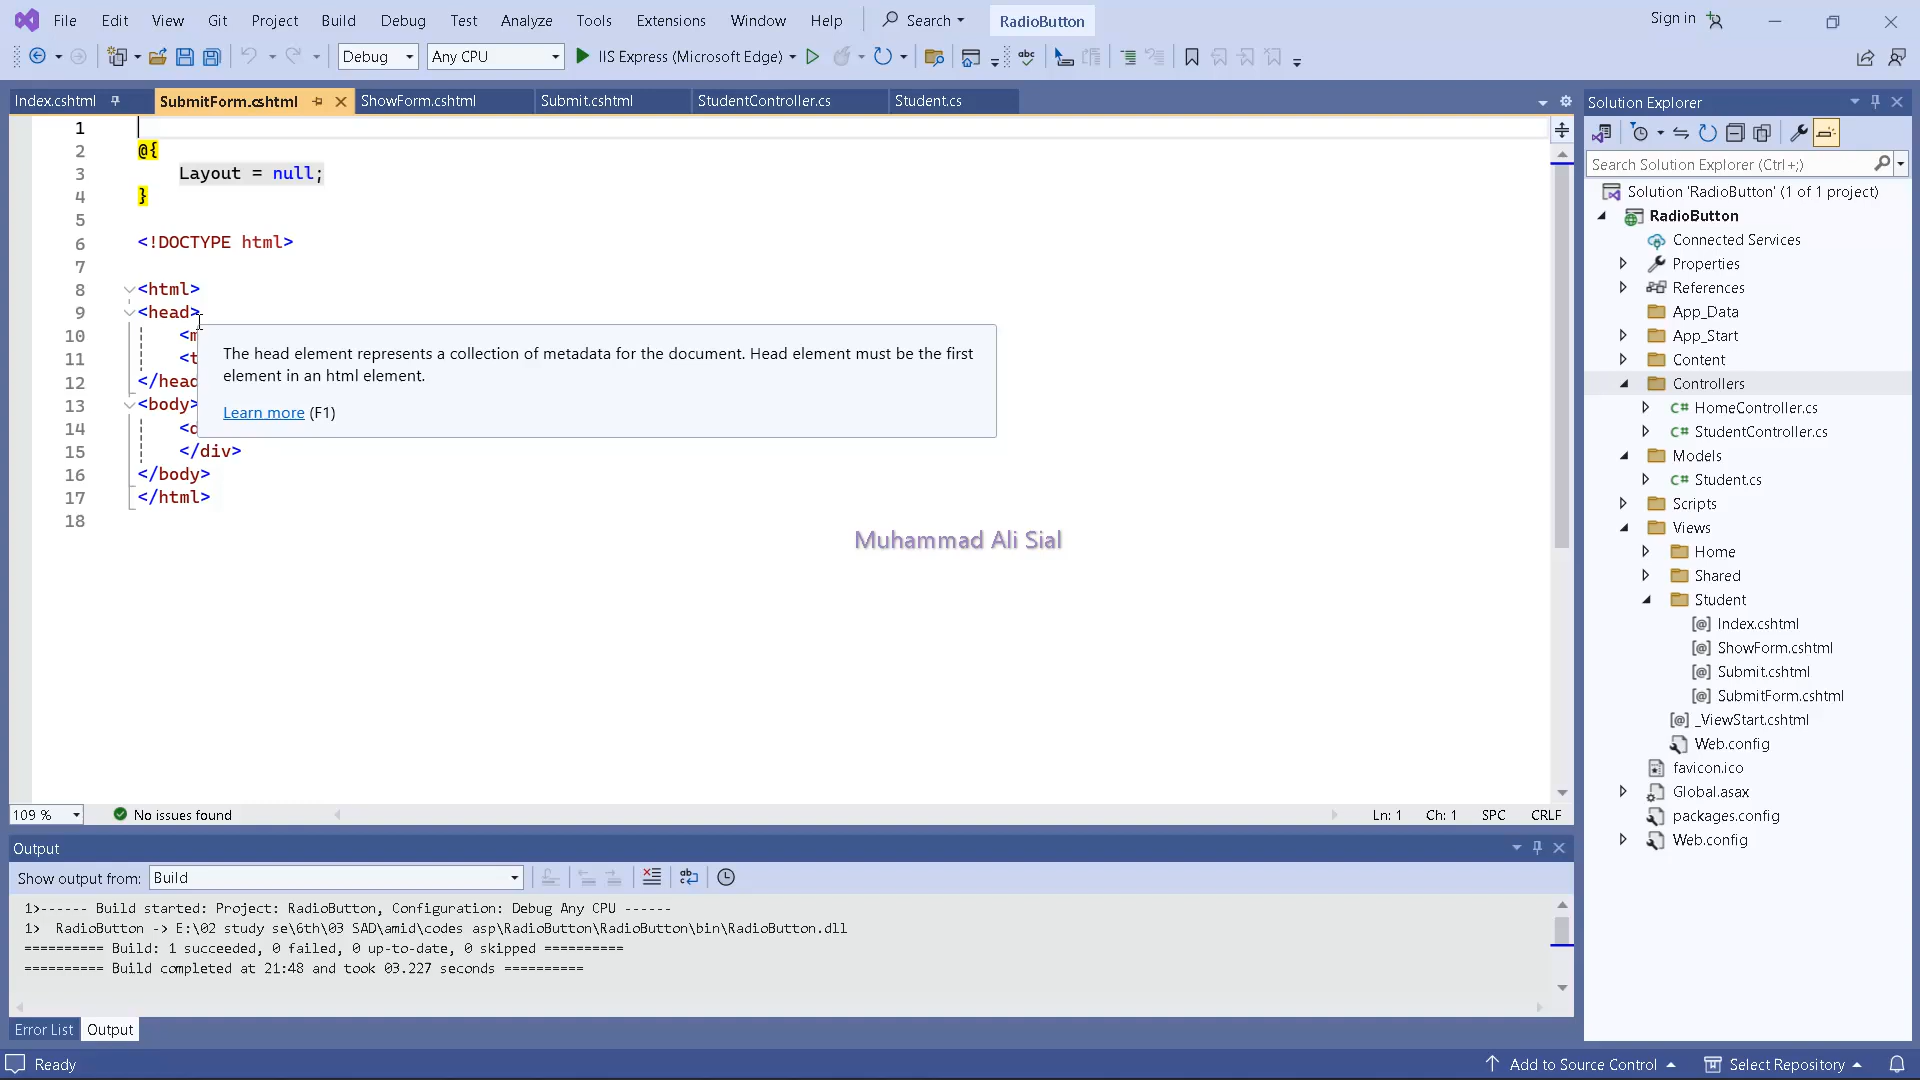 File Edit View Git Project Build Debug Test Analyze Tools Extensions Window Help Search RadioButton Sign in
Debug Any CPU IIS Express (Microsoft Edge) abc
Index.cshtml SubmitForm.cshtml ShowForm.cshtml Submit.cshtml StudentController.cs Student.cs
1
2 @{
3 Layout = null;
4 }
5
6 <!DOCTYPE html>
7
8 <html>
9 <head>
10 <m
11 <t
12 </head
13 <body>
14 <d
15 </div>
16 </body>
17 </html>
18
The head element represents a collection of metadata for the document. Head element must be the first
element in an html element.
Learn more (F1)
Muhammad Ali Sial
109 % No issues found Ln: 1 Ch: 1 SPC CRLF
Output
Show output from: Build
1>------ Build started: Project: RadioButton, Configuration: Debug Any CPU ------
1> RadioButton -> E:\02 study se\6th\03 SAD\amid\codes asp\RadioButton\RadioButton\bin\RadioButton.dll
========== Build: 1 succeeded, 0 failed, 0 up-to-date, 0 skipped ==========
========== Build completed at 21:48 and took 03.227 seconds ==========
Error List Output
Solution Explorer
Search Solution Explorer (Ctrl+;)
Solution 'RadioButton' (1 of 1 project)
RadioButton
Connected Services
Properties
References
App_Data
App_Start
Content
Controllers
C# HomeController.cs
C# StudentController.cs
Models
C# Student.cs
Scripts
Views
Home
Shared
Student
[@] Index.cshtml
[@] ShowForm.cshtml
[@] Submit.cshtml
[@] SubmitForm.cshtml
[@] _ViewStart.cshtml
Web.config
favicon.ico
Global.asax
packages.config
Web.config
Ready Add to Source Control Select Repository